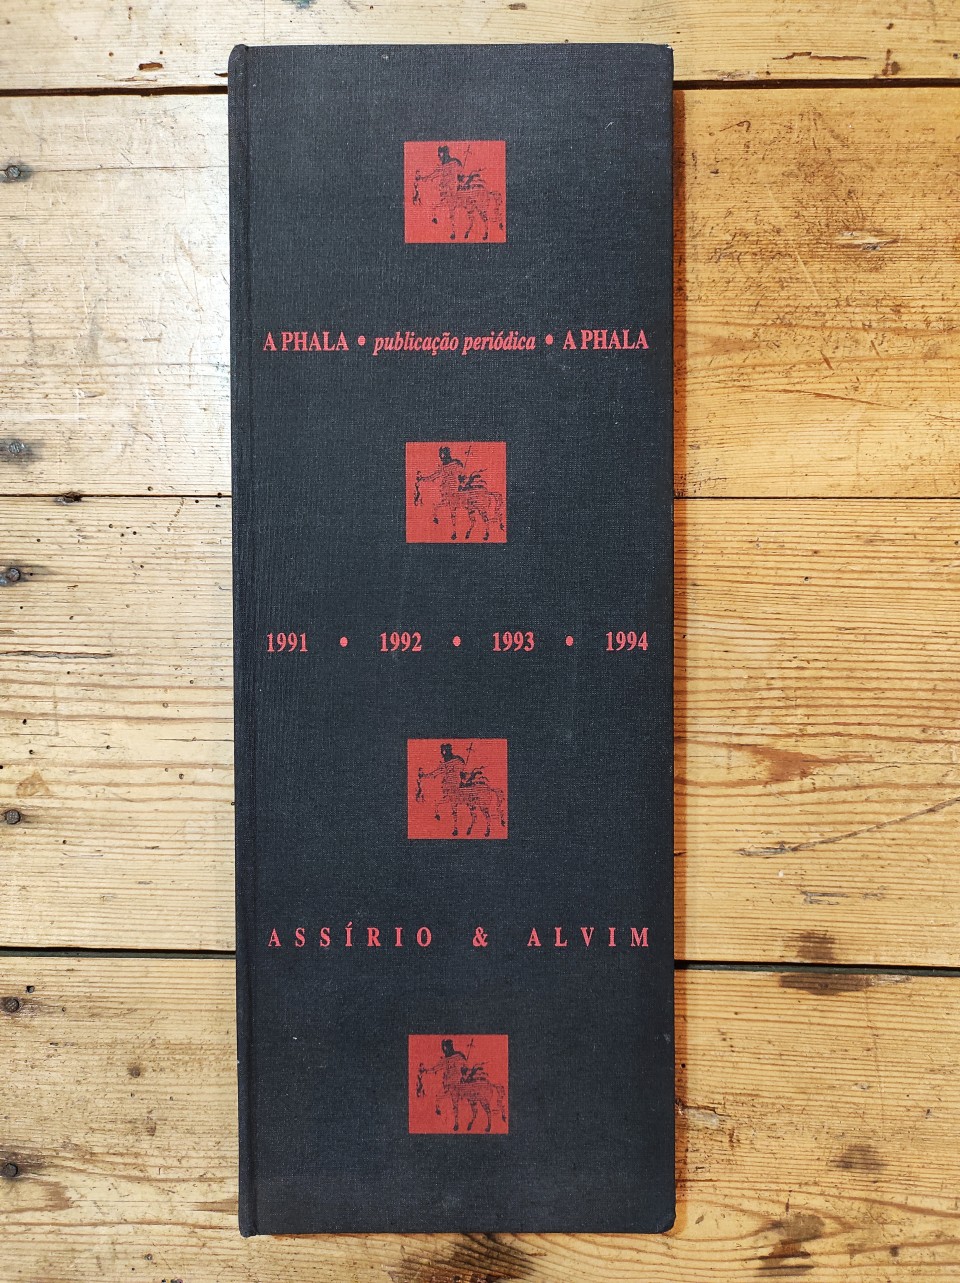 A PHALA • publicação periódica • A PHALA
1991 • 1992 • 1993 • 1994
ASSÍRIO & ALVIM